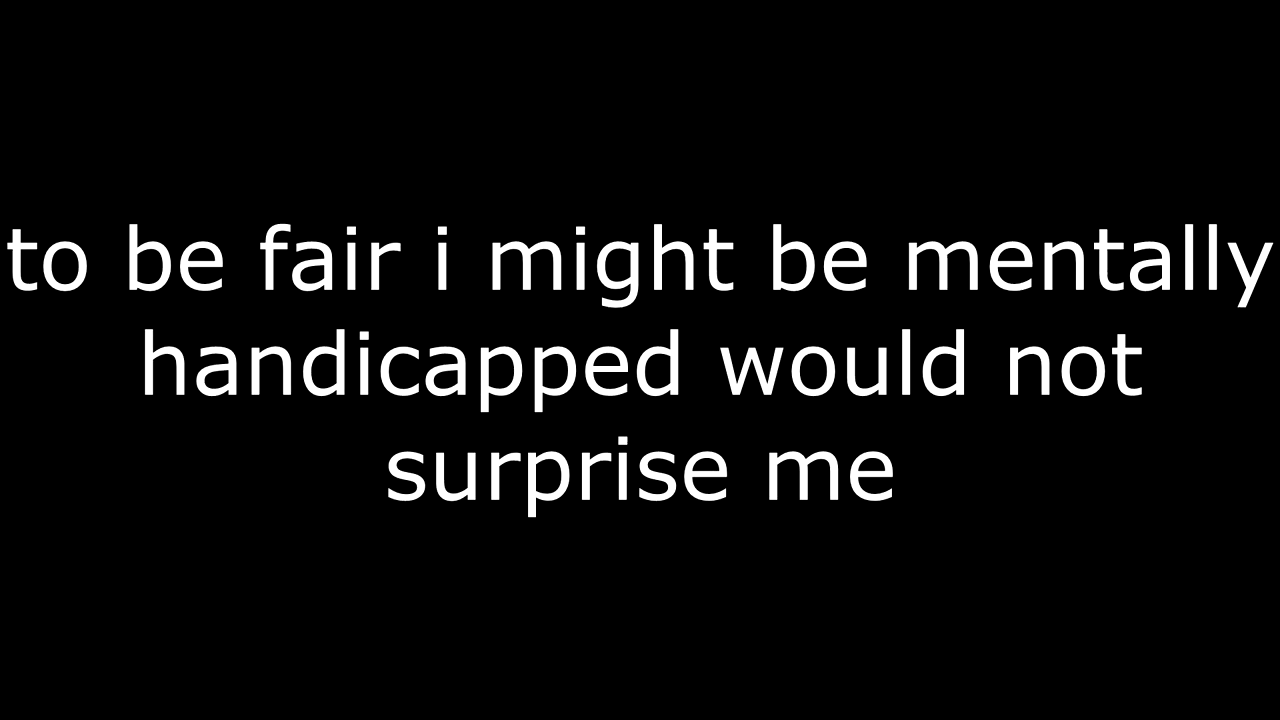 to be fair i might be mentally
handicapped would not
surprise me